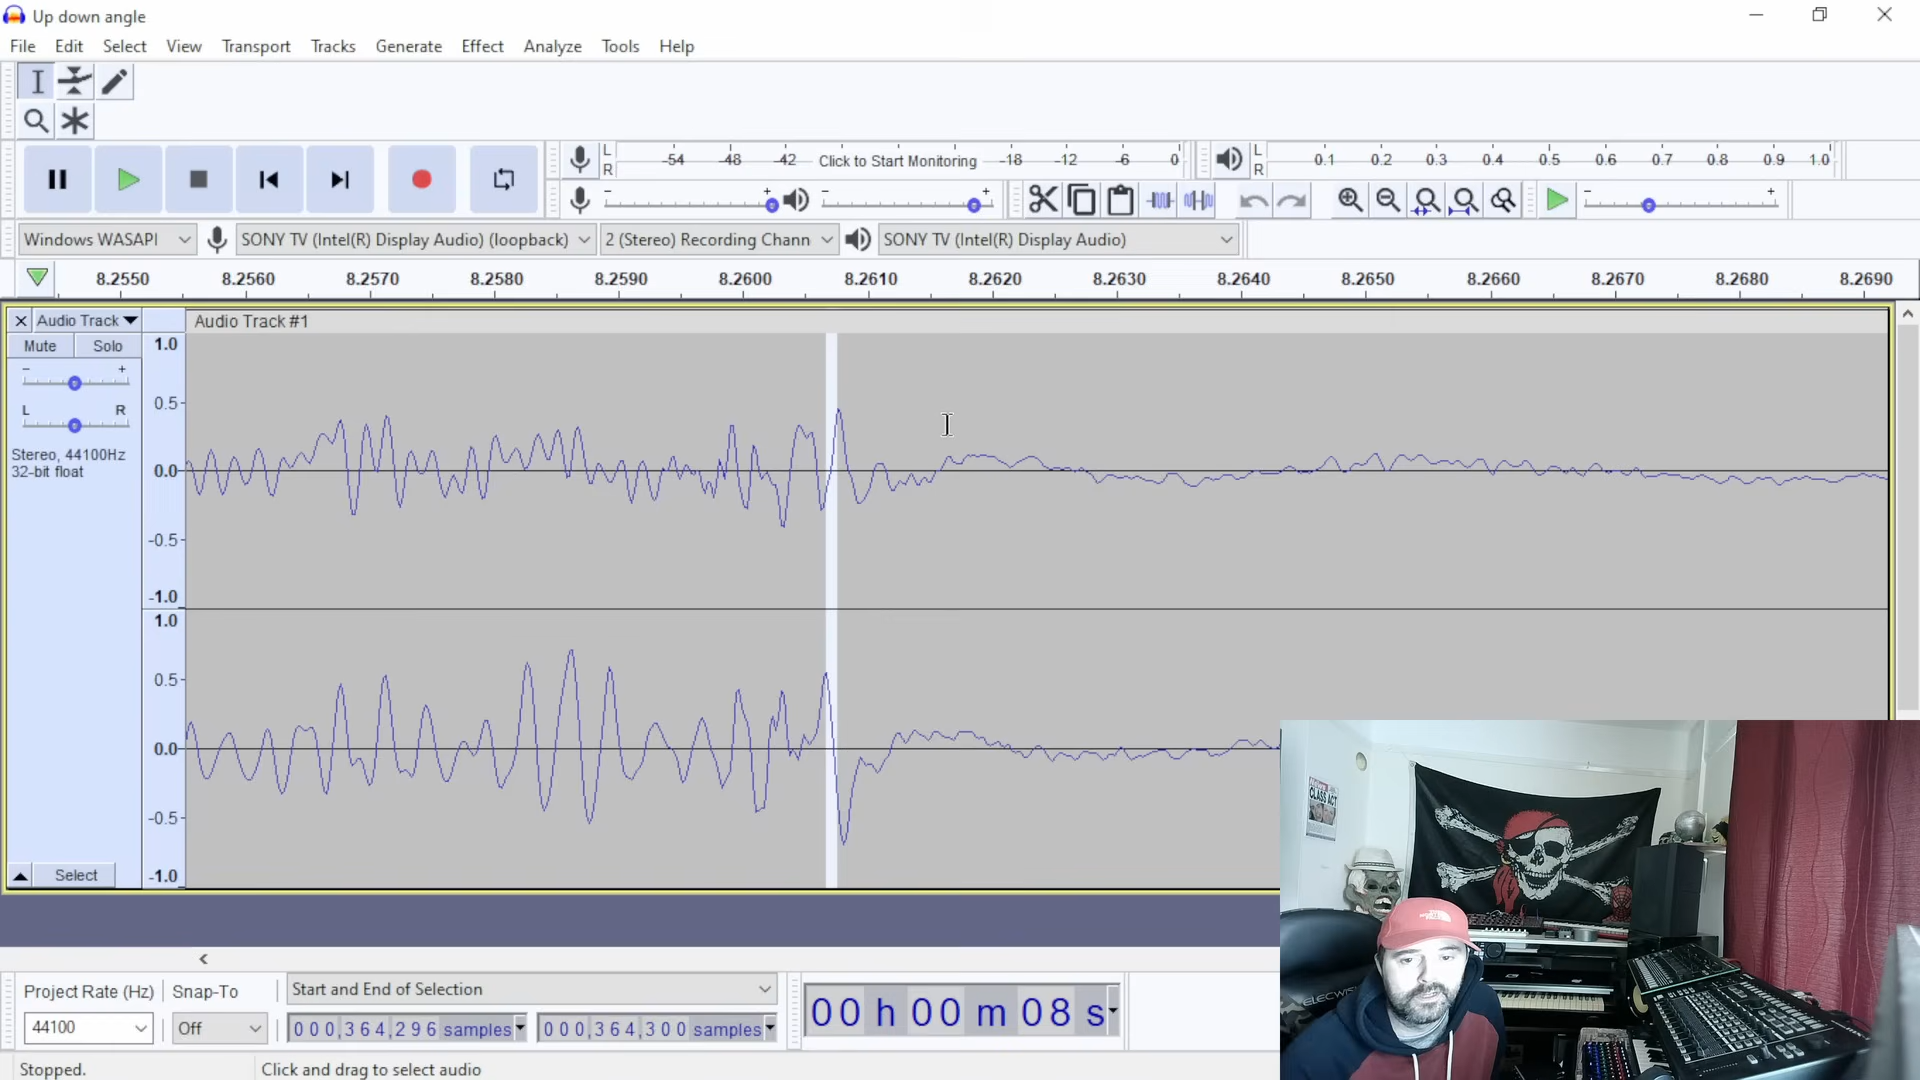 Up down angle
File Edit Select View Transport Tracks Generate Effect Analyze Tools Help
L R -54 -48 -42 Click to Start Monitoring -18 -12 -6 0 L R 0.1 0.2 0.3 0.4 0.5 0.6 0.7 0.8 0.9 1.0
- + - + - +
Windows WASAPI SONY TV (Intel(R) Display Audio) (loopback) 2 (Stereo) Recording Chann SONY TV (Intel(R) Display Audio)
8.2550 8.2560 8.2570 8.2580 8.2590 8.2600 8.2610 8.2620 8.2630 8.2640 8.2650 8.2660 8.2670 8.2680 8.2690
Audio Track Audio Track #1
Mute Solo 1.0
- +
0.5
L R
Stereo, 44100Hz
32-bit float
0.0
-0.5
-1.0
1.0
0.5
0.0
-0.5
Select -1.0
CLASS ACT
Project Rate (Hz) Snap-To Start and End of Selection
44100 Off 000,364,296 samples 000,364,300 samples 00 h 00 m 08 s
Stopped. Click and drag to select audio